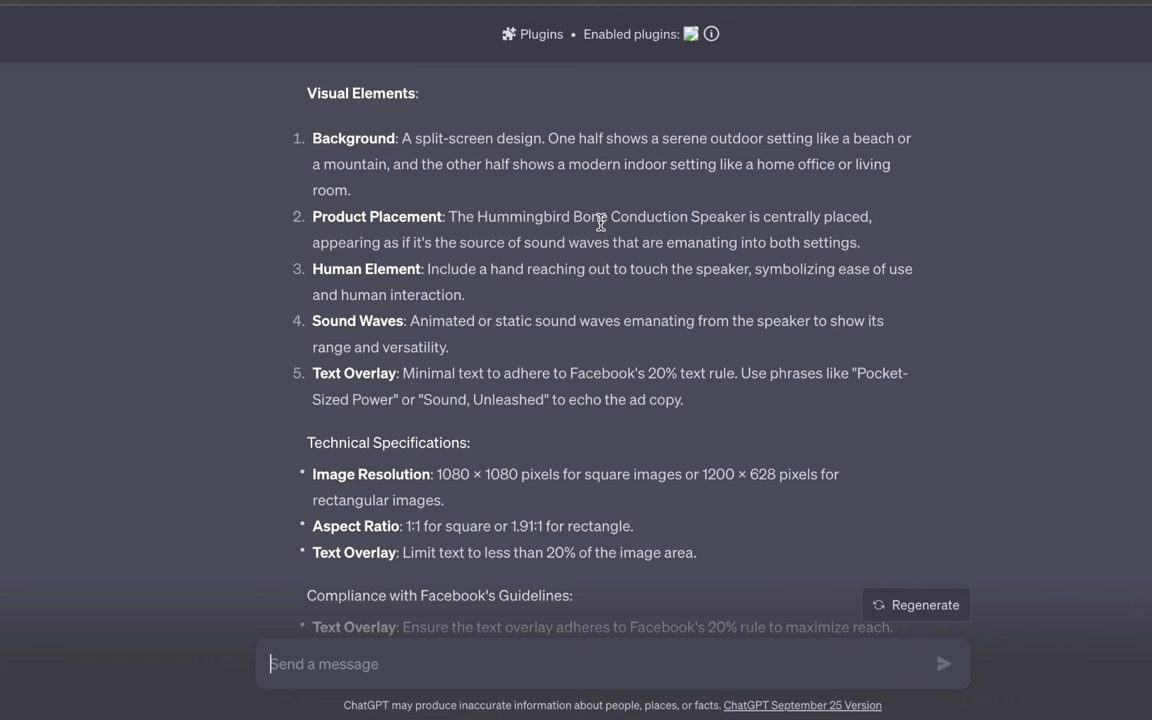 Plugins • Enabled plugins:
Visual Elements:
1. Background: A split-screen design. One half shows a serene outdoor setting like a beach or
a mountain, and the other half shows a modern indoor setting like a home office or living
room.
2. Product Placement: The Hummingbird Bone Conduction Speaker is centrally placed,
appearing as if it's the source of sound waves that are emanating into both settings.
3. Human Element: Include a hand reaching out to touch the speaker, symbolizing ease of use
and human interaction.
4. Sound Waves: Animated or static sound waves emanating from the speaker to show its
range and versatility.
5. Text Overlay: Minimal text to adhere to Facebook's 20% text rule. Use phrases like "Pocket-
Sized Power" or "Sound, Unleashed" to echo the ad copy.
Technical Specifications:
• Image Resolution: 1080 × 1080 pixels for square images or 1200 × 628 pixels for
rectangular images.
• Aspect Ratio: 1:1 for square or 1.91:1 for rectangle.
• Text Overlay: Limit text to less than 20% of the image area.
Compliance with Facebook's Guidelines:
Regenerate
• Text Overlay: Ensure the text overlay adheres to Facebook's 20% rule to maximize reach.
Send a message
ChatGPT may produce inaccurate information about people, places, or facts. ChatGPT September 25 Version